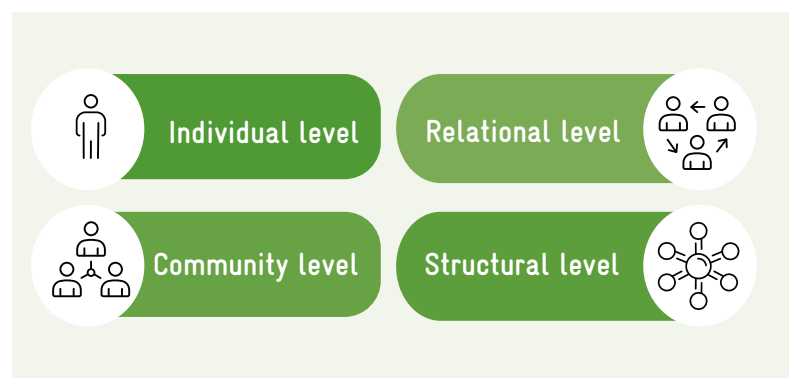 Individual level
Relational level
Community level
Structural level